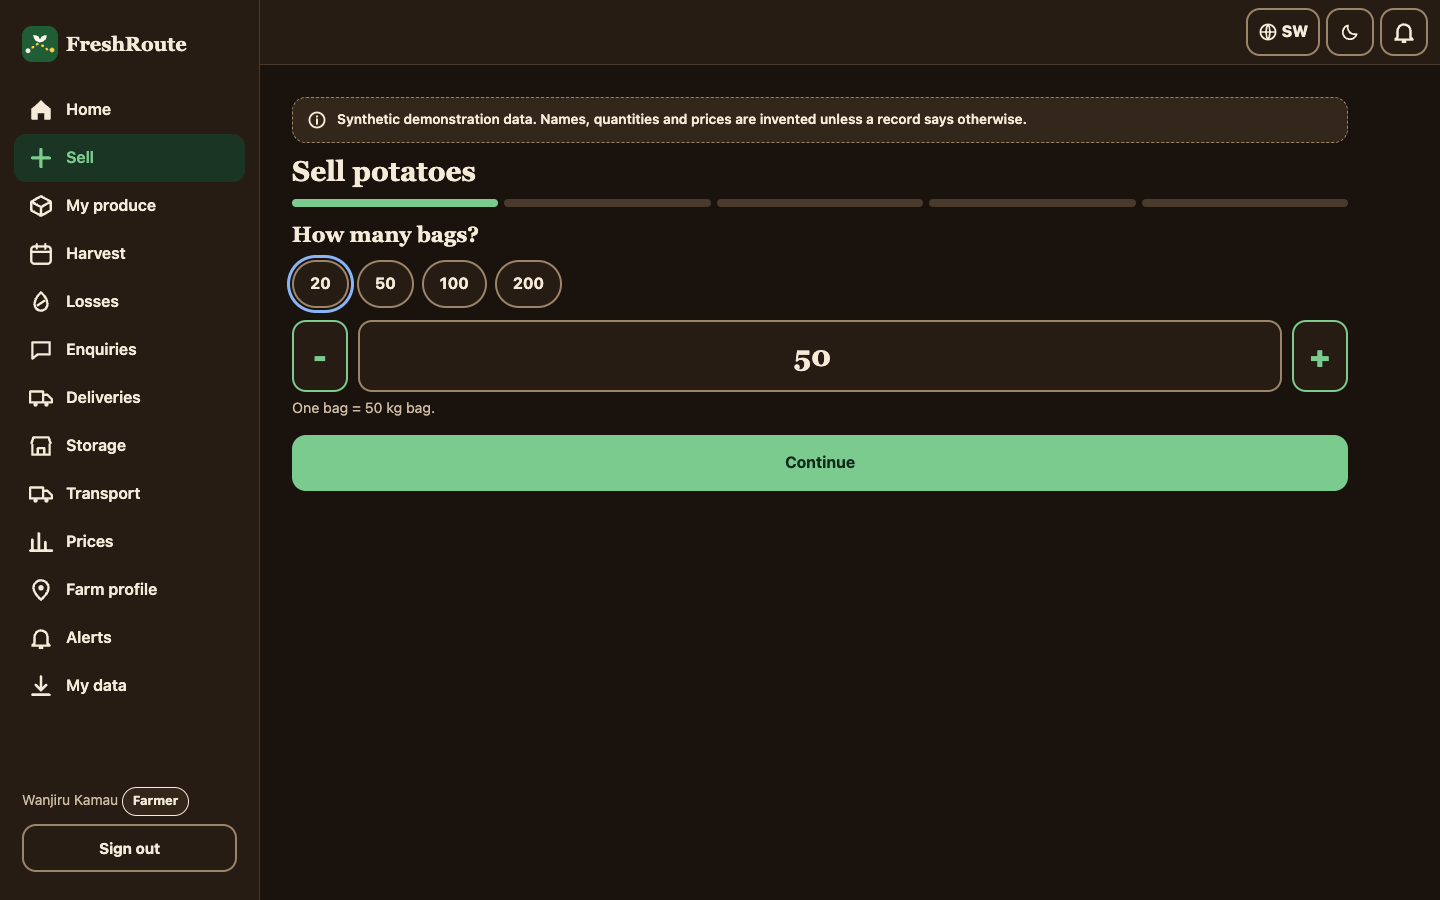 FreshRoute
Home
Sell
My produce
Harvest
Losses
Enquiries
Deliveries
Storage
Transport
Prices
Farm profile
Alerts
My data
Wanjiru Kamau Farmer
Sign out
SW
Synthetic demonstration data. Names, quantities and prices are invented unless a record says otherwise.
Sell potatoes
How many bags?
20 50 100 200
- 50 +
One bag = 50 kg bag.
Continue